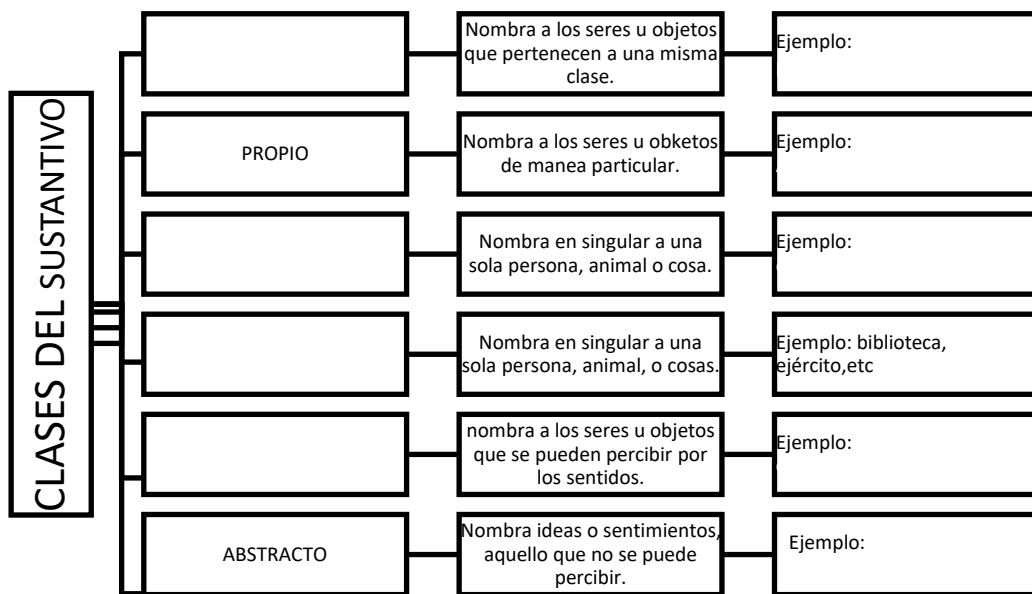 CLASES DEL SUSTANTIVO
Nombra a los seres u objetos
que pertenecen a una misma
clase.
Ejemplo:
PROPIO
Nombra a los seres u obketos
de manea particular.
Ejemplo:
Nombra en singular a una
sola persona, animal o cosa.
Ejemplo:
Nombra en singular a una
sola persona, animal, o cosas.
Ejemplo: biblioteca,
ejército,etc
nombra a los seres u objetos
que se pueden percibir por
los sentidos.
Ejemplo:
ABSTRACTO
Nombra ideas o sentimientos,
aquello que no se puede
percibir.
Ejemplo: